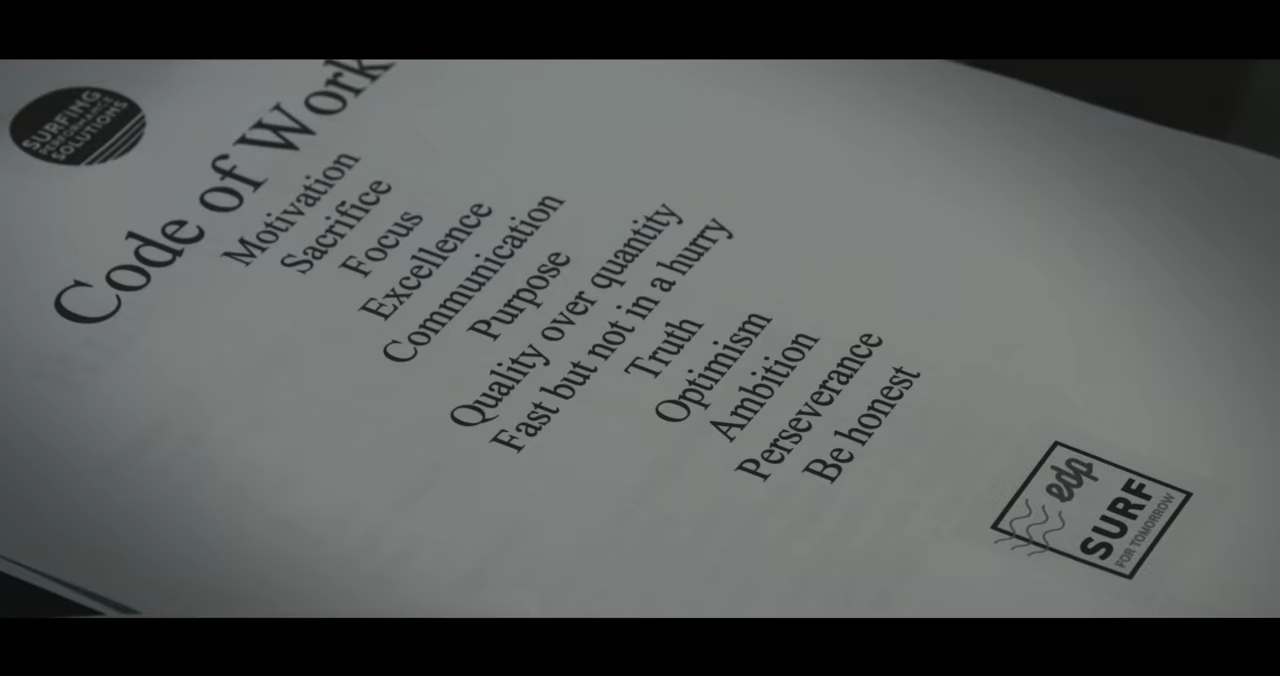 SURFING
PERFORMANCE
SOLUTIONS
Code of Work
Motivation
Sacrifice
Focus
Excellence
Communication
Purpose
Quality over quantity
Fast but not in a hurry
Truth
Optimism
Ambition
Perseverance
Be honest
edp
SURF
FOR TOMORROW